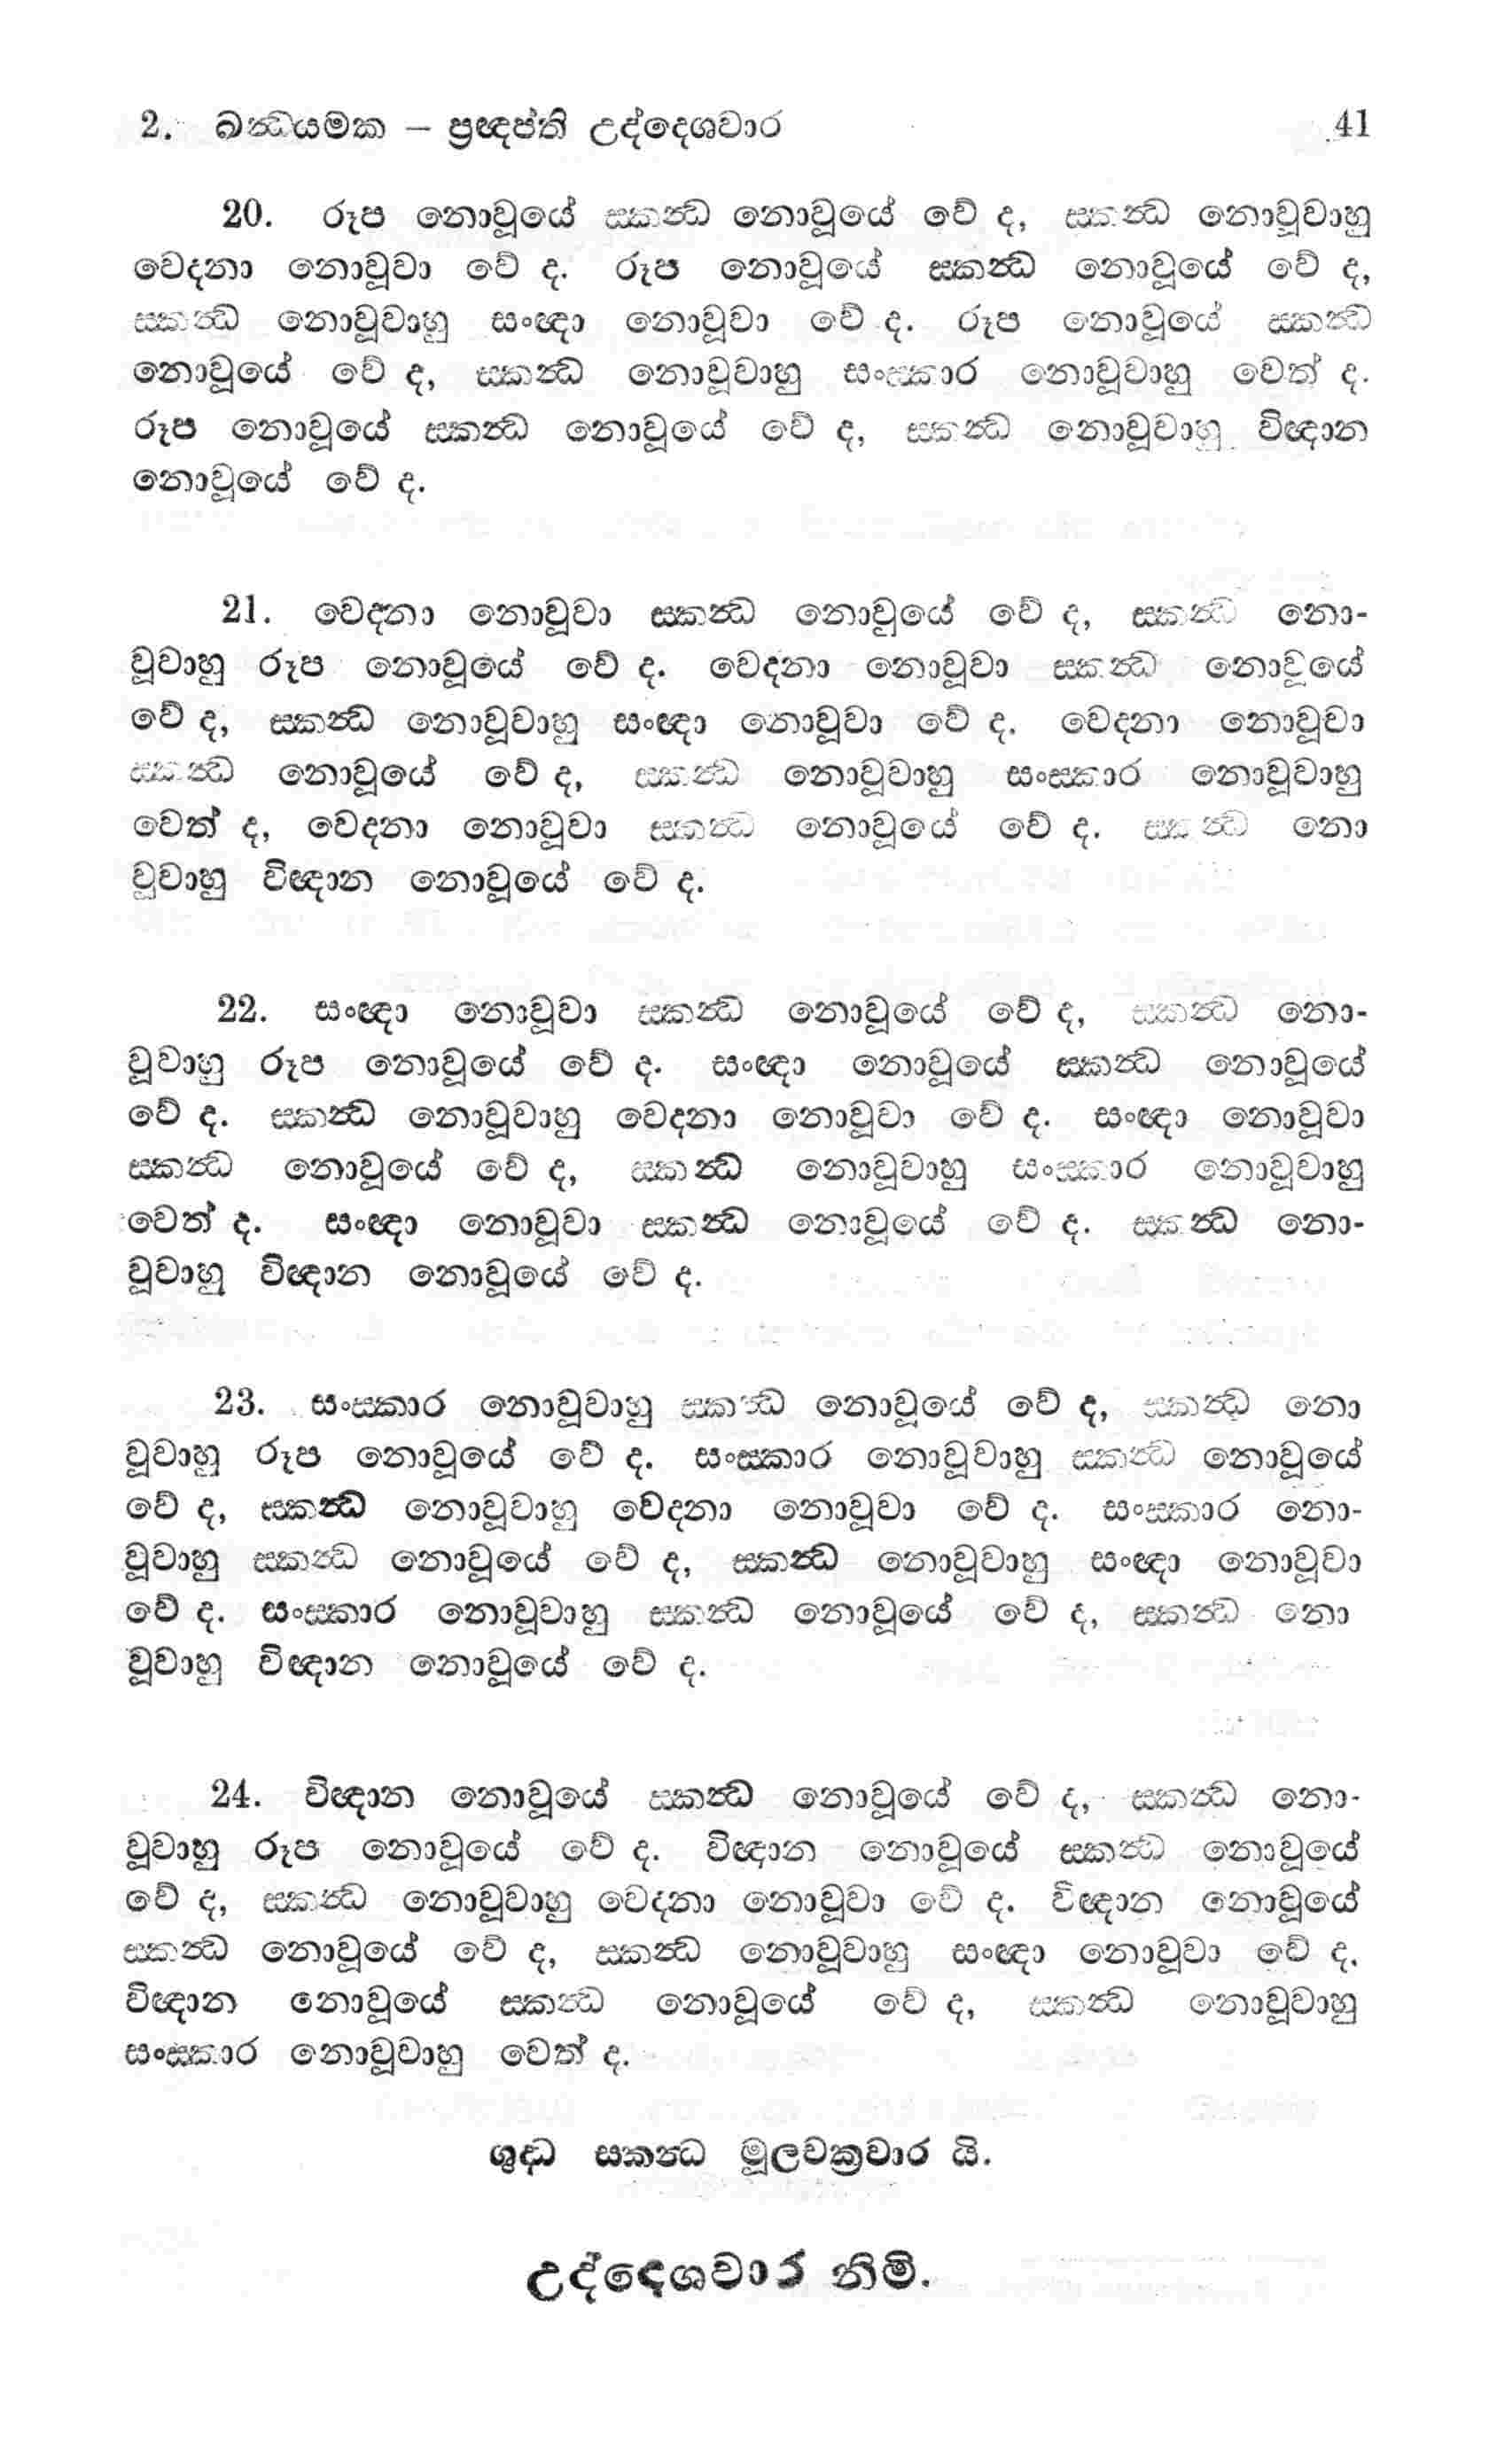 2. ඛන්ධයමක – ප්‍රඥප්ති උද්දෙශවාර 41
20. රූප නොවූයේ ස්කන්ධ නොවූයේ වේ ද, ස්කන්ධ නොවූවාහු
වෙදනා නොවූවා වේ ද. රූප නොවූයේ ස්කන්ධ නොවූයේ වේ ද,
ස්කන්ධ නොවූවාහු සංඥා නොවූවා වේ ද. රූප නොවූයේ ස්කන්ධ
නොවූයේ වේ ද, ස්කන්ධ නොවූවාහු සංස්කාර නොවූවාහු වෙත් ද.
රූප නොවූයේ ස්කන්ධ නොවූයේ වේ ද, ස්කන්ධ නොවූවාහු විඥාන
නොවූයේ වේ ද.
21. වෙදනා නොවූවා ස්කන්ධ නොවූයේ වේ ද, ස්කන්ධ නො-
වූවාහු රූප නොවූයේ වේ ද. වෙදනා නොවූවා ස්කන්ධ නොවූයේ
වේ ද, ස්කන්ධ නොවූවාහු සංඥා නොවූවා වේ ද. වෙදනා නොවූවා
ස්කන්ධ නොවූයේ වේ ද, ස්කන්ධ නොවූවාහු සංස්කාර නොවූවාහු
වෙත් ද, වෙදනා නොවූවා ස්කන්ධ නොවූයේ වේ ද. ස්කන්ධ නො
වූවාහු විඥාන නොවූයේ වේ ද.
22. සංඥා නොවූවා ස්කන්ධ නොවූයේ වේ ද, ස්කන්ධ නො-
වූවාහු රූප නොවූයේ වේ ද. සංඥා නොවූයේ ස්කන්ධ නොවූයේ
වේ ද. ස්කන්ධ නොවූවාහු වෙදනා නොවූවා වේ ද. සංඥා නොවූවා
ස්කන්ධ නොවූයේ වේ ද, ස්කන්ධ නොවූවාහු සංස්කාර නොවූවාහු
වෙත් ද. සංඥා නොවූවා ස්කන්ධ නොවූයේ වේ ද. ස්කන්ධ නො-
වූවාහු විඥාන නොවූයේ වේ ද.
23. සංස්කාර නොවූවාහු ස්කන්ධ නොවූයේ වේ ද, ස්කන්ධ නො
වූවාහු රූප නොවූයේ වේ ද. සංස්කාර නොවූවාහු ස්කන්ධ නොවූයේ
වේ ද, ස්කන්ධ නොවූවාහු වෙදනා නොවූවා වේ ද. සංස්කාර නො-
වූවාහු ස්කන්ධ නොවූයේ වේ ද, ස්කන්ධ නොවූවාහු සංඥා නොවූවා
වේ ද. සංස්කාර නොවූවාහු ස්කන්ධ නොවූයේ වේ ද, ස්කන්ධ නො
වූවාහු විඥාන නොවූයේ වේ ද.
24. විඥාන නොවූයේ ස්කන්ධ නොවූයේ වේ ද, ස්කන්ධ නො-
වූවාහු රූප නොවූයේ වේ ද. විඥාන නොවූයේ ස්කන්ධ නොවූයේ
වේ ද, ස්කන්ධ නොවූවාහු වෙදනා නොවූවා වේ ද. විඥාන නොවූයේ
ස්කන්ධ නොවූයේ වේ ද, ස්කන්ධ නොවූවාහු සංඥා නොවූවා වේ ද.
විඥාන නොවූයේ ස්කන්ධ නොවූයේ වේ ද, ස්කන්ධ නොවූවාහු
සංස්කාර නොවූවාහු වෙත් ද.
ශුද්ධ ස්කන්ධ මූලචක්‍රවාර යි.
උද්දෙශවාර නිමි.